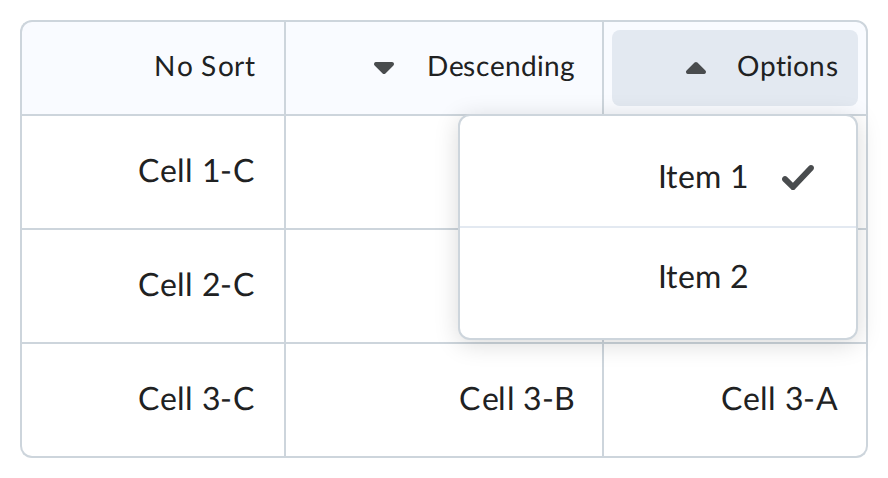 No Sort Descending Options
Cell 1-C Item 1
Cell 2-C Item 2
Cell 3-C Cell 3-B Cell 3-A